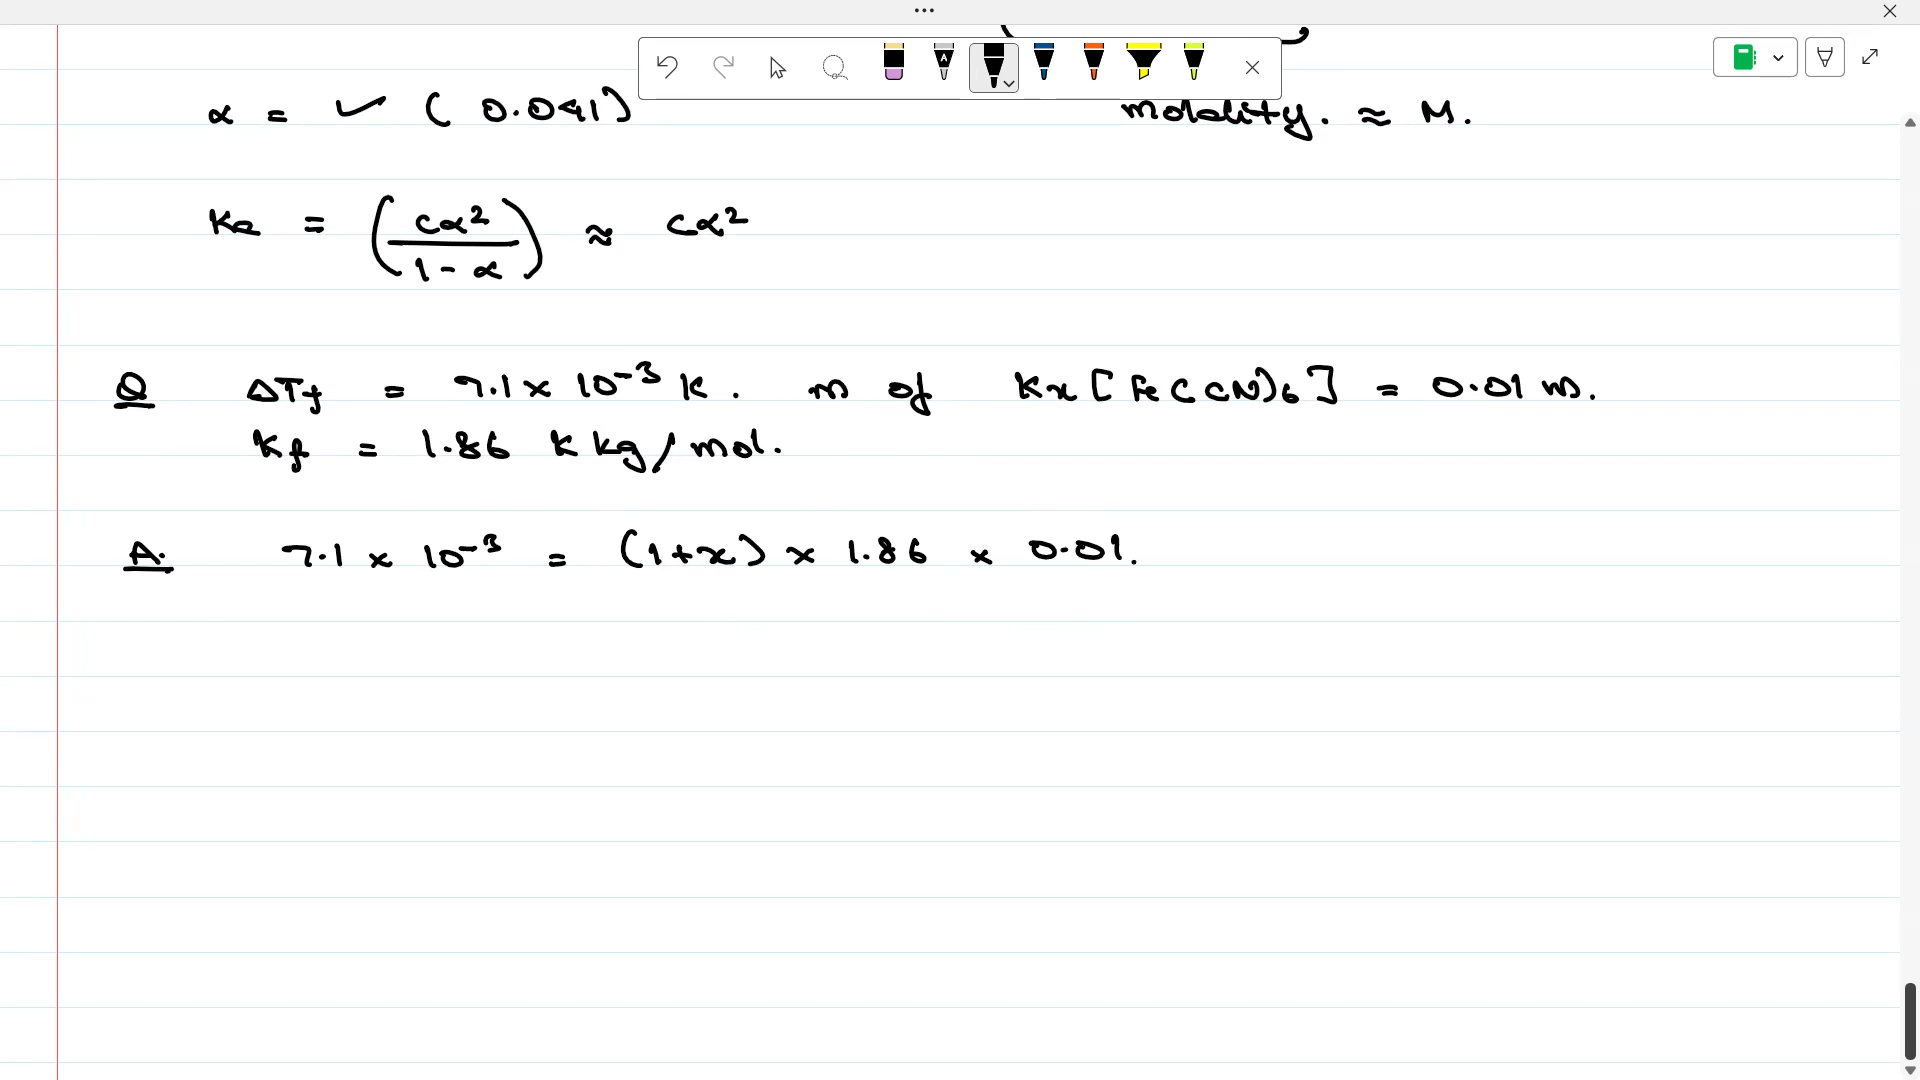 α = ✓ ( 0.041)
molality. ≈ M.
Ka = (cα²/1 - α) ≈ cα²
Q ΔTf = 7.1 x 10⁻³ K. m of Kx [Fe(CN)6] = 0.01 m.
Kf = 1.86 K kg/mol.
A. 7.1 x 10⁻³ = (1+x) x 1.86 x 0.01.